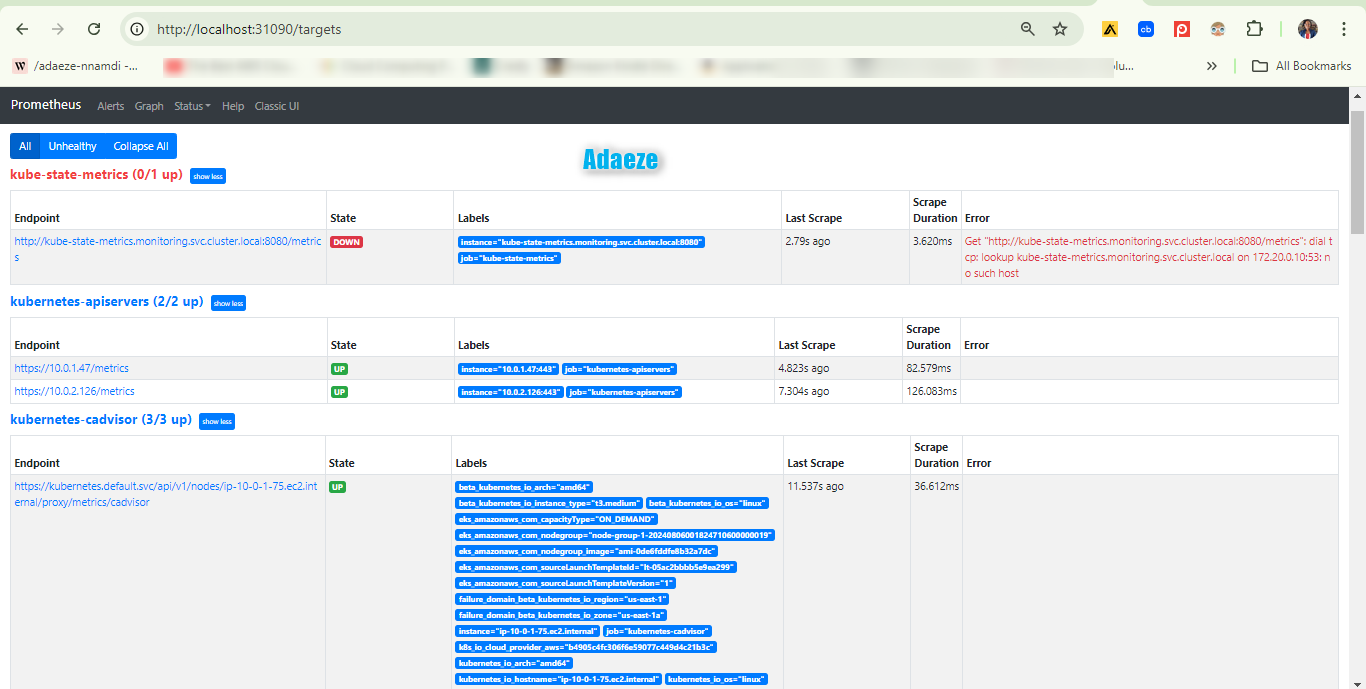 http://localhost:31090/targets
/adaeze-nnamdi -...
olu...
» All Bookmarks
Prometheus Alerts Graph Status Help Classic UI
All Unhealthy Collapse All
Adaeze
kube-state-metrics (0/1 up) show less
Endpoint State Labels Last Scrape Scrape Duration Error
http://kube-state-metrics.monitoring.svc.cluster.local:8080/metric
s
DOWN
instance="kube-state-metrics.monitoring.svc.cluster.local:8080"
job="kube-state-metrics"
2.79s ago
3.620ms
Get "http://kube-state-metrics.monitoring.svc.cluster.local:8080/metrics": dial t
cp: lookup kube-state-metrics.monitoring.svc.cluster.local on 172.20.0.10:53: n
o such host
kubernetes-apiservers (2/2 up) show less
Endpoint State Labels Last Scrape Scrape Duration Error
https://10.0.1.47/metrics UP instance="10.0.1.47:443" job="kubernetes-apiservers" 4.823s ago 82.579ms
https://10.0.2.126/metrics UP instance="10.0.2.126:443" job="kubernetes-apiservers" 7.304s ago 126.083ms
kubernetes-cadvisor (3/3 up) show less
Endpoint State Labels Last Scrape Scrape Duration Error
https://kubernetes.default.svc/api/v1/nodes/ip-10-0-1-75.ec2.int
ernal/proxy/metrics/cadvisor
UP
beta_kubernetes_io_arch="amd64"
beta_kubernetes_io_instance_type="t3.medium" beta_kubernetes_io_os="linux"
eks_amazonaws_com_capacityType="ON_DEMAND"
eks_amazonaws_com_nodegroup="node-group-1-20240806001824710600000019"
eks_amazonaws_com_nodegroup_image="ami-0de6fddfe8b32a7dc"
eks_amazonaws_com_sourceLaunchTemplateId="lt-05ac2bbbb5e9ea299"
eks_amazonaws_com_sourceLaunchTemplateVersion="1"
failure_domain_beta_kubernetes_io_region="us-east-1"
failure_domain_beta_kubernetes_io_zone="us-east-1a"
instance="ip-10-0-1-75.ec2.internal" job="kubernetes-cadvisor"
k8s_io_cloud_provider_aws="b4905c4fc306f6e59077c449d4c21b3c"
kubernetes_io_arch="amd64"
kubernetes_io_hostname="ip-10-0-1-75.ec2.internal" kubernetes_io_os="linux"
11.537s ago
36.612ms